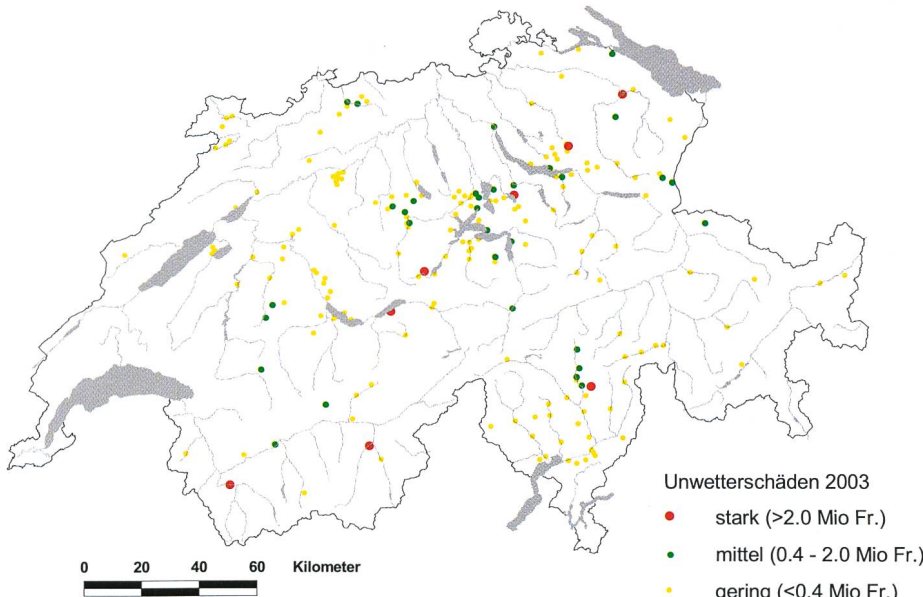 Unwetterschäden 2003
stark (>2.0 Mio Fr.)
mittel (0.4 - 2.0 Mio Fr.)
gering (<0.4 Mio Fr.)
0 20 40 60 Kilometer